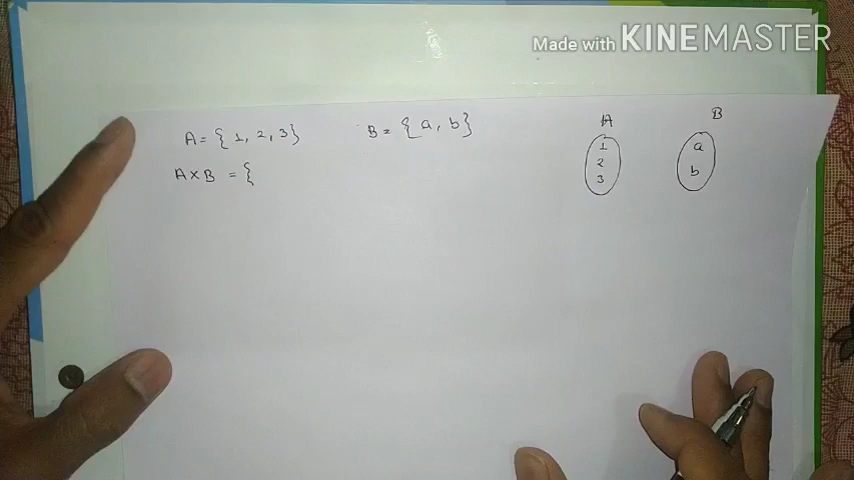 Made with KINEMASTER
A = {1, 2, 3} B = {a, b}
A × B = {
A B
1 a
2 b
3